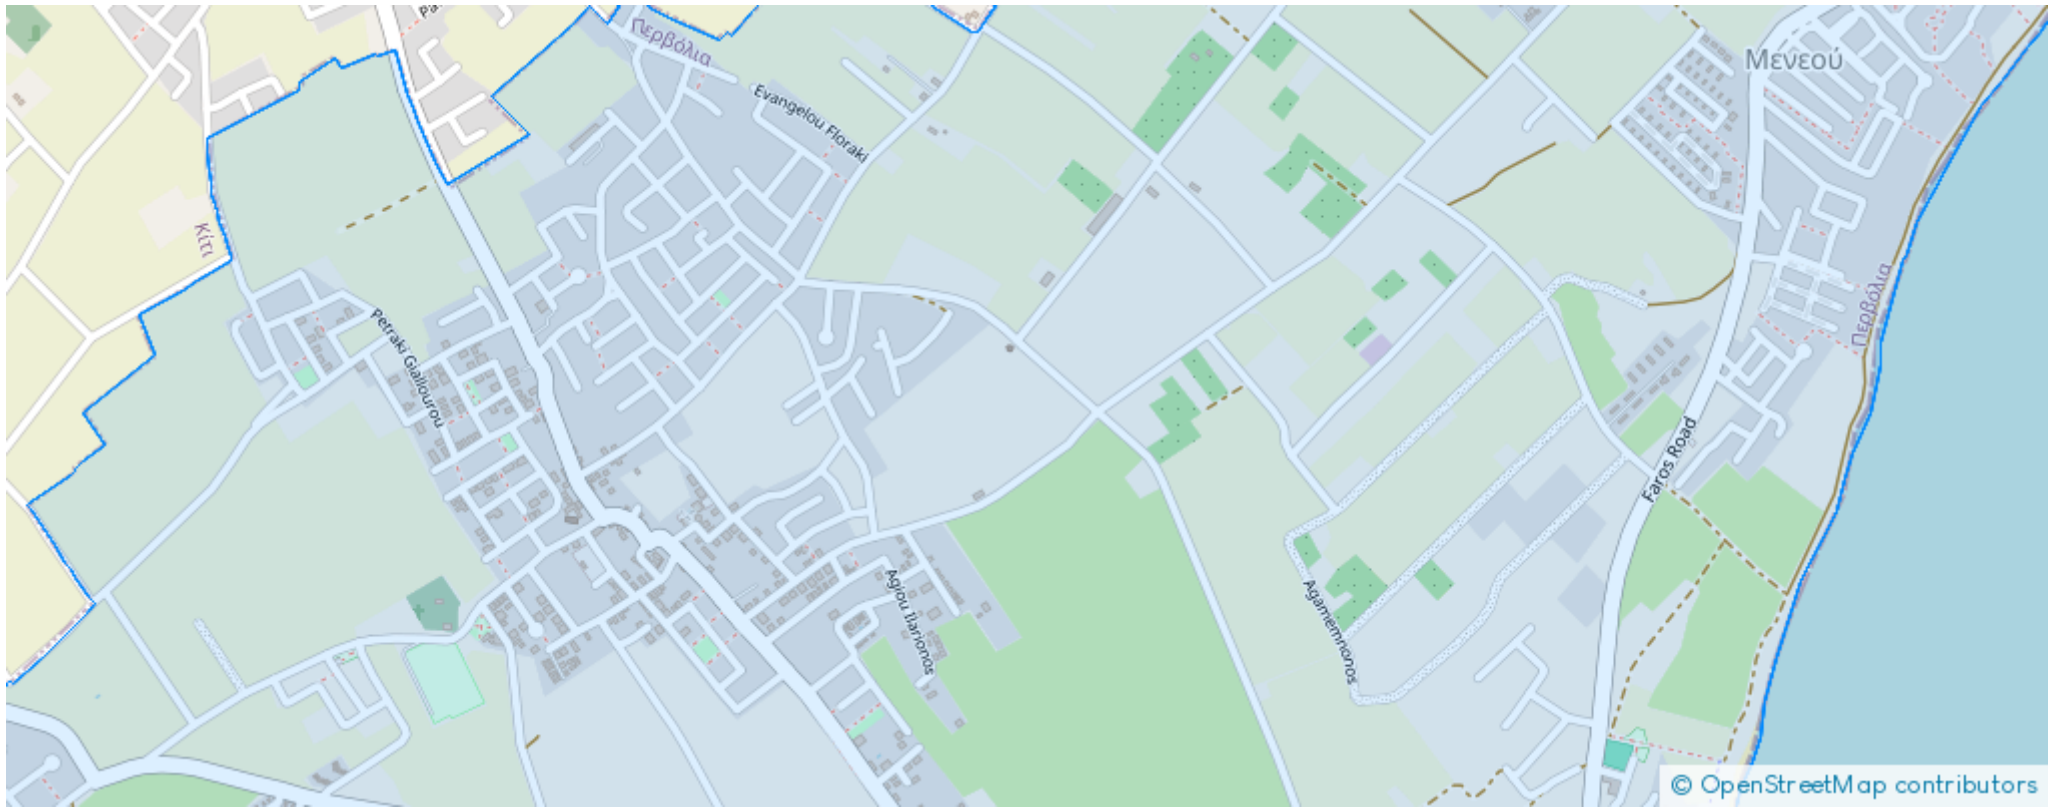 Περβόλια
Μενεού
Evangelou Floraki
Κίτι
Περβόλια
Petraki Giallourou
Faros Road
Agiou Ilarionos
Agamemnonos
© OpenStreetMap contributors